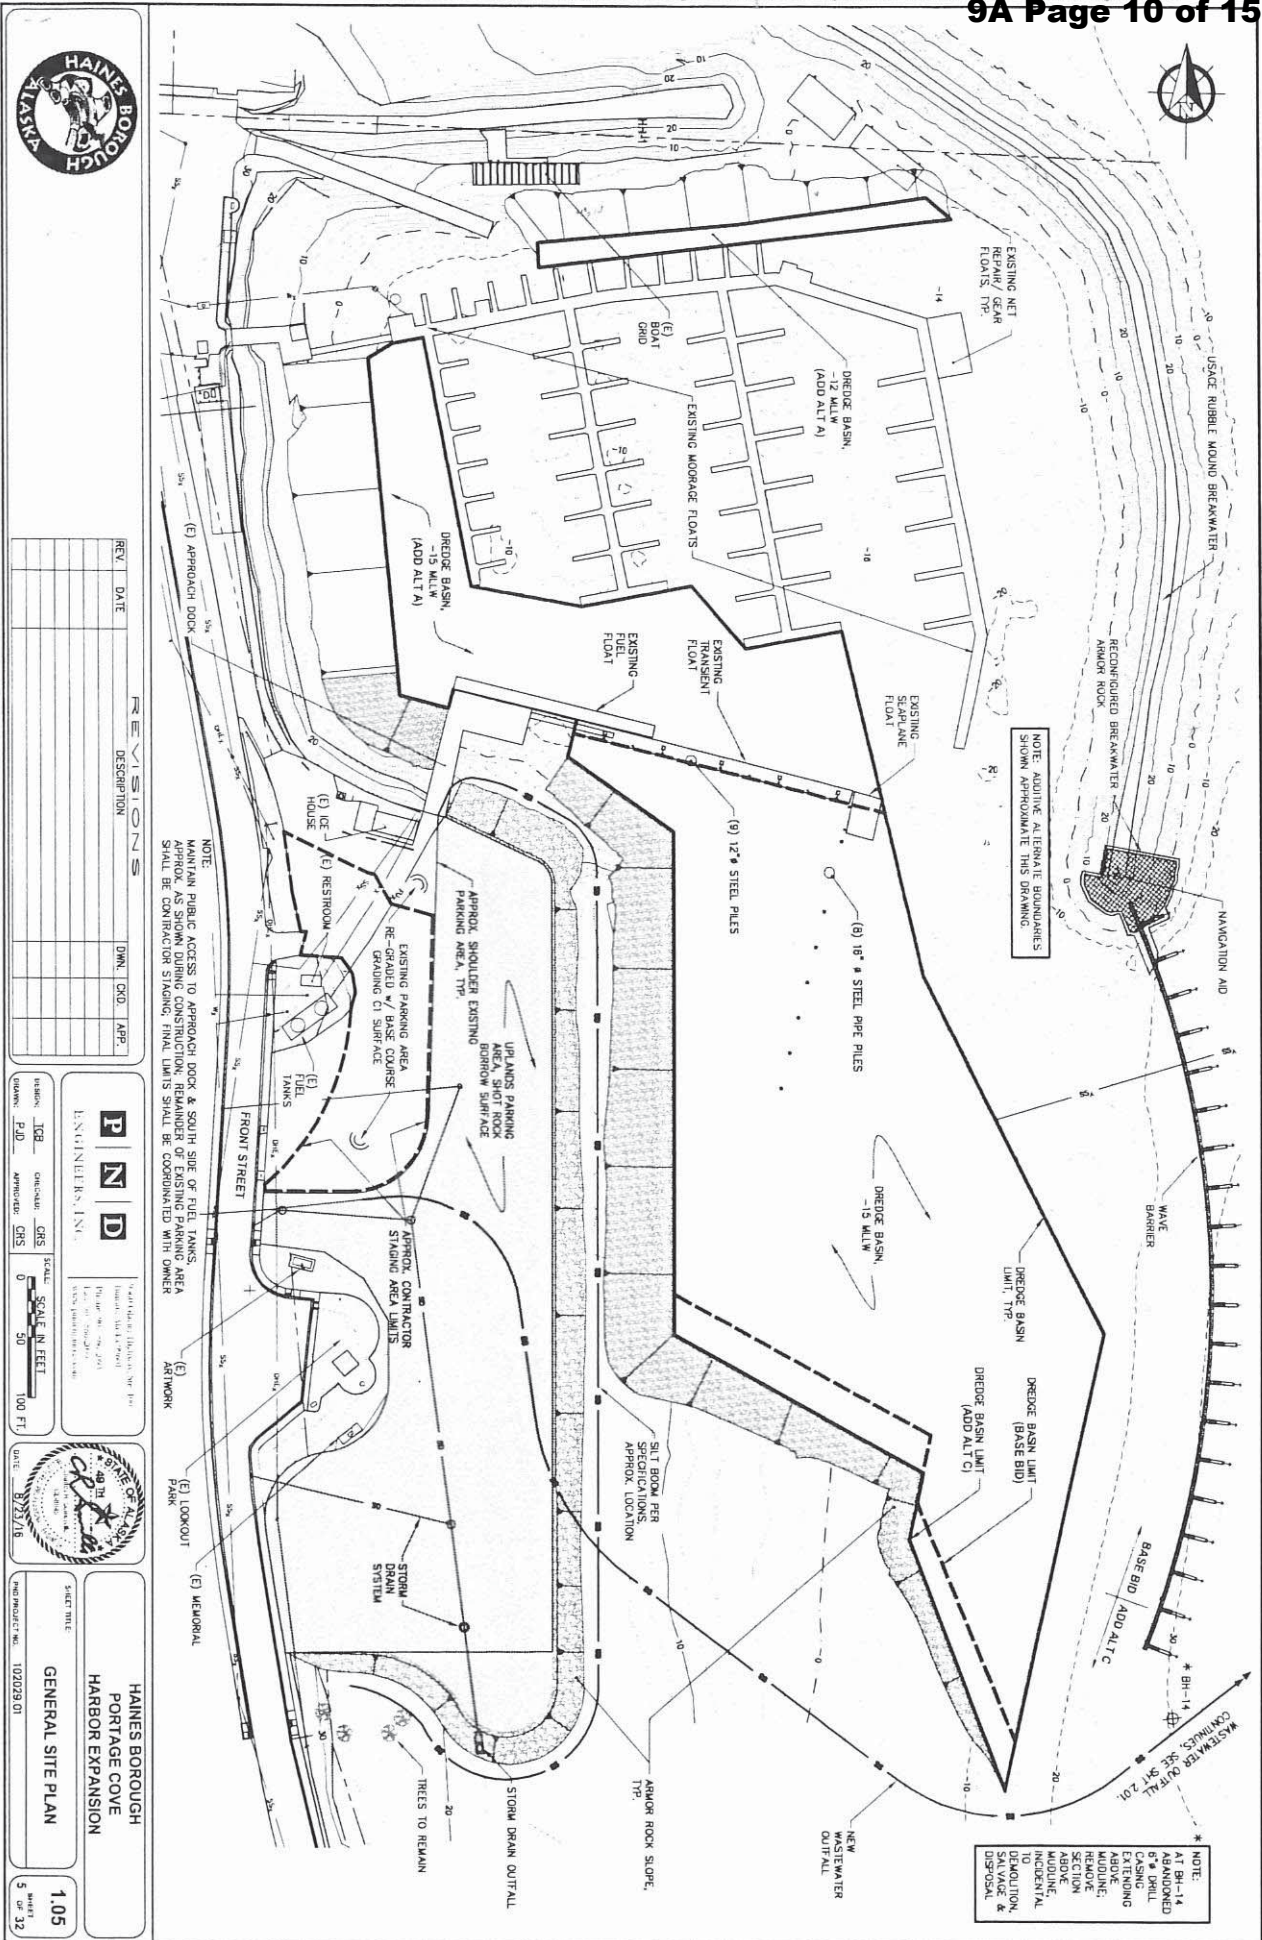 9A Page 10 of 15
HAINES BOROUGH
ALASKA
EXISTING NET
REPAIR/ GEAR
FLOATS, TYP.
USACE RUBBLE MOUND BREAKWATER
DREDGE BASIN,
-12 MLLW
(ADD ALT A)
(E)
BOAT
GRID
EXISTING MOORAGE FLOATS
(E) APPROACH DOCK
DREDGE BASIN,
-15 MLLW
(ADD ALT A)
EXISTING
FUEL
FLOAT
EXISTING
TRANSIENT
FLOAT
EXISTING
SEAPLANE
FLOAT
RECONFIGURED BREAKWATER
ARMOR ROCK
NOTE: ADDITIVE ALTERNATE BOUNDARIES
SHOWN APPROXIMATE THIS DRAWING.
NAVIGATION AID
(E) ICE
HOUSE
(E) RESTROOM
(9) 12"ø STEEL PILES
(8) 16" ø STEEL PIPE PILES
APPROX. SHOULDER EXISTING
PARKING AREA, TYP.
EXISTING PARKING AREA
RE-GRADED w/ BASE COURSE
GRADING C1 SURFACE
UPLANDS PARKING
AREA, SHOT ROCK
BORROW SURFACE
(E)
FUEL
TANKS
FRONT STREET
NOTE:
MAINTAIN PUBLIC ACCESS TO APPROACH DOCK & SOUTH SIDE OF FUEL TANKS,
APPROX. AS SHOWN DURING CONSTRUCTION; REMAINDER OF EXISTING PARKING AREA
SHALL BE CONTRACTOR STAGING; FINAL LIMITS SHALL BE COORDINATED WITH OWNER
DREDGE BASIN,
-15 MLLW
WAVE
BARRIER
DREDGE BASIN
LIMIT, TYP.
APPROX. CONTRACTOR
STAGING AREA LIMITS
(E)
ARTWORK
(E) LOOKOUT
PARK
(E) MEMORIAL
DREDGE BASIN LIMIT
(BASE BID)
DREDGE BASIN LIMIT
(ADD ALT C)
SILT BOOM PER
SPECIFICATIONS,
APPROX. LOCATION
STORM
DRAIN
SYSTEM
BASE BID
ADD ALT C
* BH-14
WASTEWATER OUTFALL
CONTINUES, SEE SHT 2.01.
TREES TO REMAIN
STORM DRAIN OUTFALL
ARMOR ROCK SLOPE,
TYP.
NEW
WASTEWATER
OUTFALL
* NOTE:
AT BH-14
ABANDONED
6"ø DRILL
CASING
EXTENDING
ABOVE
MUDLINE;
REMOVE
SECTION
ABOVE
MUDLINE,
INCIDENTAL
TO
DEMOLITION,
SALVAGE &
DISPOSAL
REVISIONS
REV. DATE DESCRIPTION DWN. CKD. APP.
PND
ENGINEERS, INC.
DESIGN: TCB CHECKED: CRS
DRAWN: PJD APPROVED: CRS
SCALE: SCALE IN FEET
0 50 100 FT.
STATE OF ALASKA
49 TH
DATE: 8/23/16
HAINES BOROUGH
PORTAGE COVE
HARBOR EXPANSION
SHEET TITLE:
GENERAL SITE PLAN
PND PROJECT NO. 102029.01
1.05
SHEET
5 OF 32